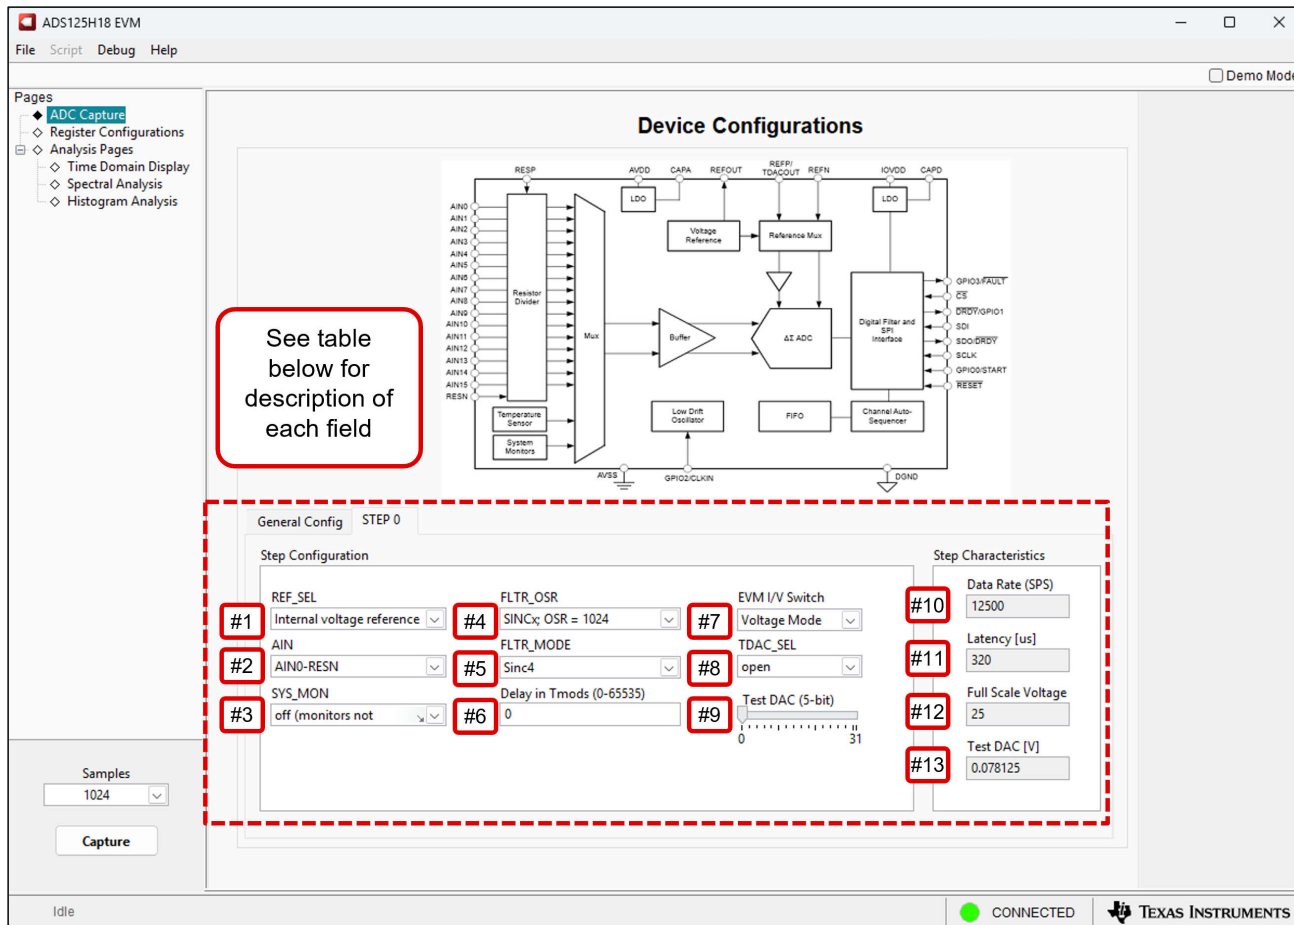 ADS125H18 EVM
File Script Debug Help
Demo Mode
Pages
ADC Capture
Register Configurations
Analysis Pages
Time Domain Display
Spectral Analysis
Histogram Analysis
Device Configurations
RESP
AVDD
CAPA
REFOUT
REFP/
TDACOUT
REFN
IOVDD
CAPD
LDO
LDO
AIN0
AIN1
AIN2
AIN3
AIN4
AIN5
AIN6
AIN7
AIN8
AIN9
AIN10
AIN11
AIN12
AIN13
AIN14
AIN15
RESN
Resistor
Divider
Mux
Voltage
Reference
Reference Mux
Buffer
ΔΣ ADC
Digital Filter and
SPI
Interface
GPIO3/FAULT
CS
DRDY/GPIO1
SDI
SDO/DRDY
SCLK
GPIO0/START
RESET
Temperature
Sensor
System
Monitors
Low Drift
Oscillator
FIFO
Channel Auto-
Sequencer
AVSS
GPIO2/CLKIN
DGND
See table
below for
description of
each field
General Config
STEP 0
Step Configuration
REF_SEL
#1 Internal voltage reference
AIN
#2 AIN0-RESN
SYS_MON
#3 off (monitors not
FLTR_OSR
#4 SINCx; OSR = 1024
FLTR_MODE
#5 Sinc4
Delay in Tmods (0-65535)
#6 0
EVM I/V Switch
#7 Voltage Mode
TDAC_SEL
#8 open
Test DAC (5-bit)
#9
0 31
Step Characteristics
Data Rate (SPS)
#10 12500
Latency [us]
#11 320
Full Scale Voltage
#12 25
Test DAC [V]
#13 0.078125
Samples
1024
Capture
Idle
CONNECTED
TEXAS INSTRUMENTS